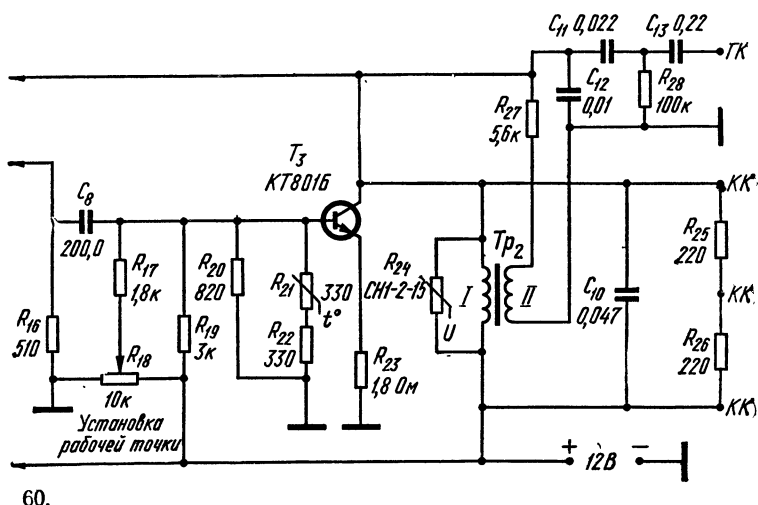 C₁₁ 0,022
C₁₃ 0,22
ГК
C₁₂
0,01
R₂₈
100к
R₂₇
5,6к
T₃
КТ801Б
C₈
200,0
R₁₇
1,8к
R₂₀
820
R₂₁
330
t°
R₂₄
СН1-2-15
U
I
Тр₂
II
C₁₀
0,047
КК
R₂₅
220
КК
R₁₆
510
R₁₈
10к
R₁₉
3к
R₂₂
330
R₂₃
1,8 Ом
R₂₆
220
КК
Установка
рабочей точки
+ 12В −
60.